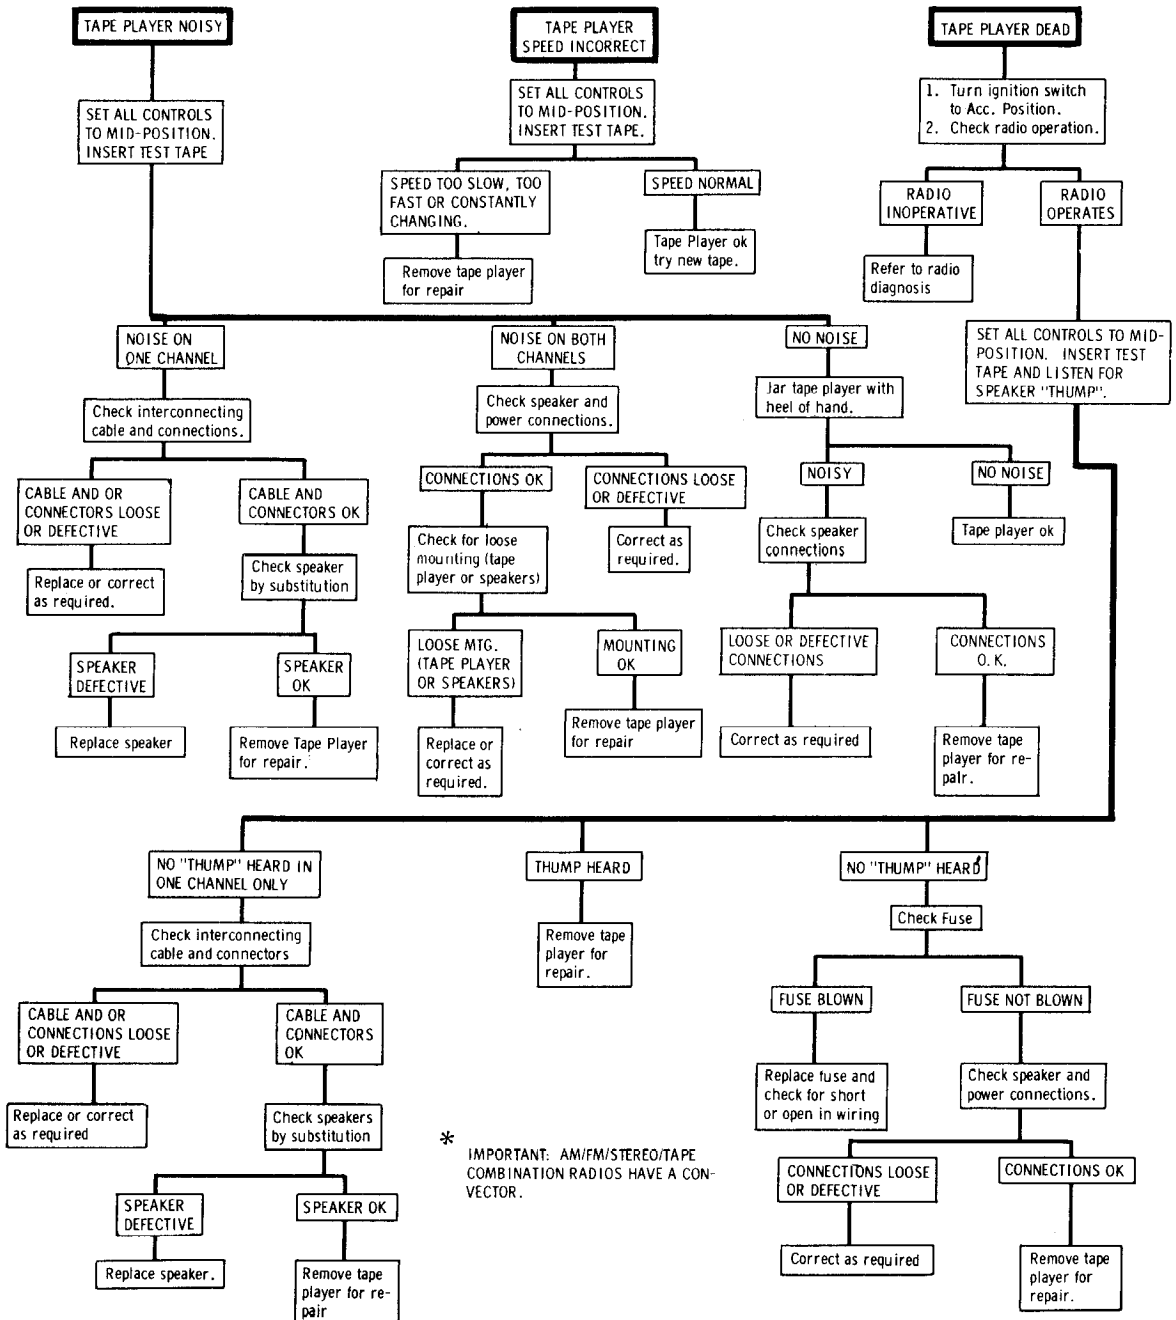 TAPE PLAYER NOISY
TAPE PLAYER
SPEED INCORRECT
TAPE PLAYER DEAD
SET ALL CONTROLS
TO MID-POSITION.
INSERT TEST TAPE
SET ALL CONTROLS
TO MID-POSITION.
INSERT TEST TAPE.
1. Turn ignition switch
to Acc. Position.
2. Check radio operation.
SPEED TOO SLOW, TOO
FAST OR CONSTANTLY
CHANGING.
SPEED NORMAL
RADIO
INOPERATIVE
RADIO
OPERATES
Remove tape player
for repair
Tape Player ok
try new tape.
Refer to radio
diagnosis
NOISE ON
ONE CHANNEL
NOISE ON BOTH
CHANNELS
NO NOISE
SET ALL CONTROLS TO MID-
POSITION. INSERT TEST
TAPE AND LISTEN FOR
SPEAKER "THUMP".
Check interconnecting
cable and connections.
Check speaker and
power connections.
Jar tape player with
heel of hand.
CABLE AND OR
CONNECTORS LOOSE
OR DEFECTIVE
CABLE AND
CONNECTORS OK
CONNECTIONS OK
CONNECTIONS LOOSE
OR DEFECTIVE
NOISY
NO NOISE
Replace or correct
as required.
Check speaker
by substitution
Check for loose
mounting (tape
player or speakers)
Correct as
required.
Check speaker
connections
Tape player ok
SPEAKER
DEFECTIVE
SPEAKER
OK
LOOSE MTG.
(TAPE PLAYER
OR SPEAKERS)
MOUNTING
OK
LOOSE OR DEFECTIVE
CONNECTIONS
CONNECTIONS
O.K.
Replace speaker
Remove Tape Player
for repair.
Replace or
correct as
required.
Remove tape player
for repair
Correct as required
Remove tape
player for re-
pair.
NO "THUMP" HEARD IN
ONE CHANNEL ONLY
THUMP HEARD
NO "THUMP" HEARD
Check interconnecting
cable and connectors
Remove tape
player for
repair.
Check Fuse
CABLE AND OR
CONNECTIONS LOOSE
OR DEFECTIVE
CABLE AND
CONNECTORS
OK
FUSE BLOWN
FUSE NOT BLOWN
Replace or correct
as required
Check speakers
by substitution
Replace fuse and
check for short
or open in wiring
Check speaker and
power connections.
* IMPORTANT: AM/FM/STEREO/TAPE
COMBINATION RADIOS HAVE A CON-
VECTOR.
SPEAKER
DEFECTIVE
SPEAKER OK
CONNECTIONS LOOSE
OR DEFECTIVE
CONNECTIONS OK
Replace speaker.
Remove tape
player for re-
pair
Correct as required
Remove tape
player for
repair.